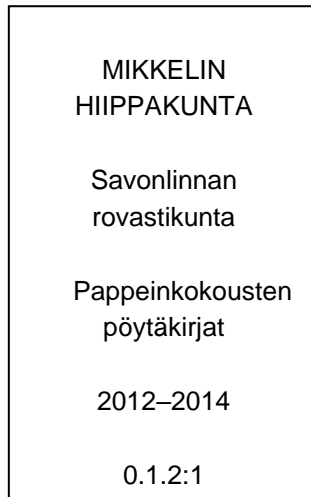 MIKKELIN
HIIPPAKUNTA
Savonlinnan
rovastikunta
Pappeinkokousten
pöytäkirjat
2012–2014
0.1.2:1